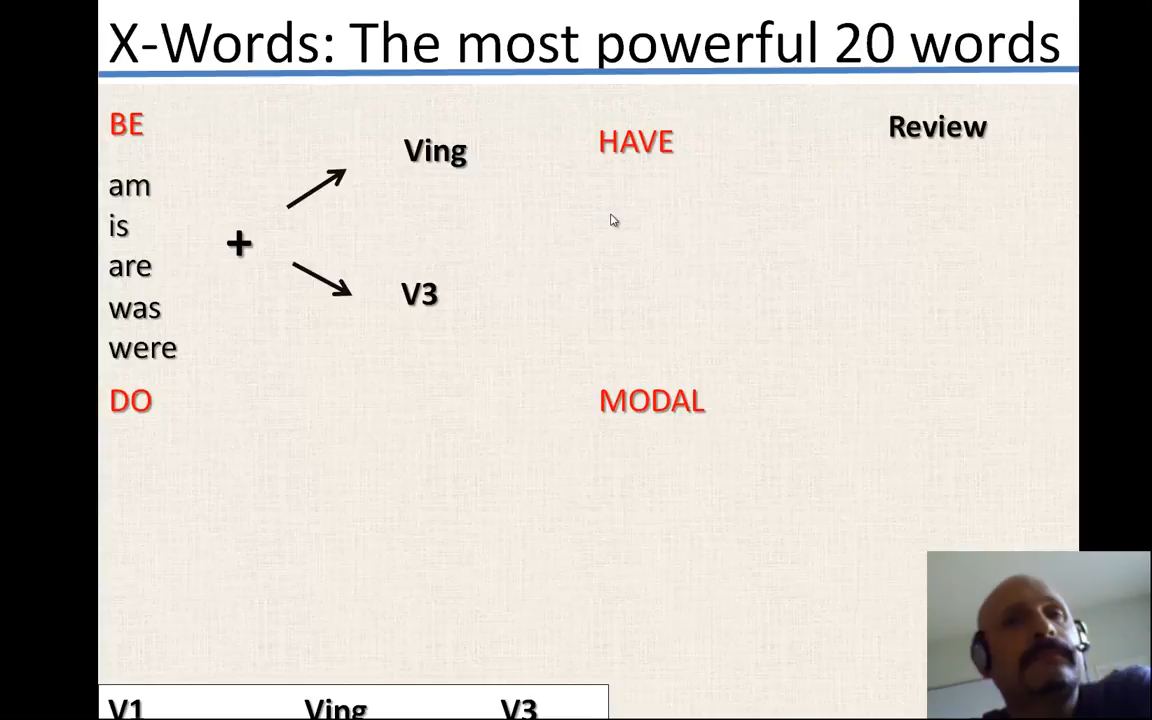 X-Words: The most powerful 20 words
BE
am
is
are
was
were
+
Ving
V3
HAVE
Review
DO
MODAL
V1 Ving V3